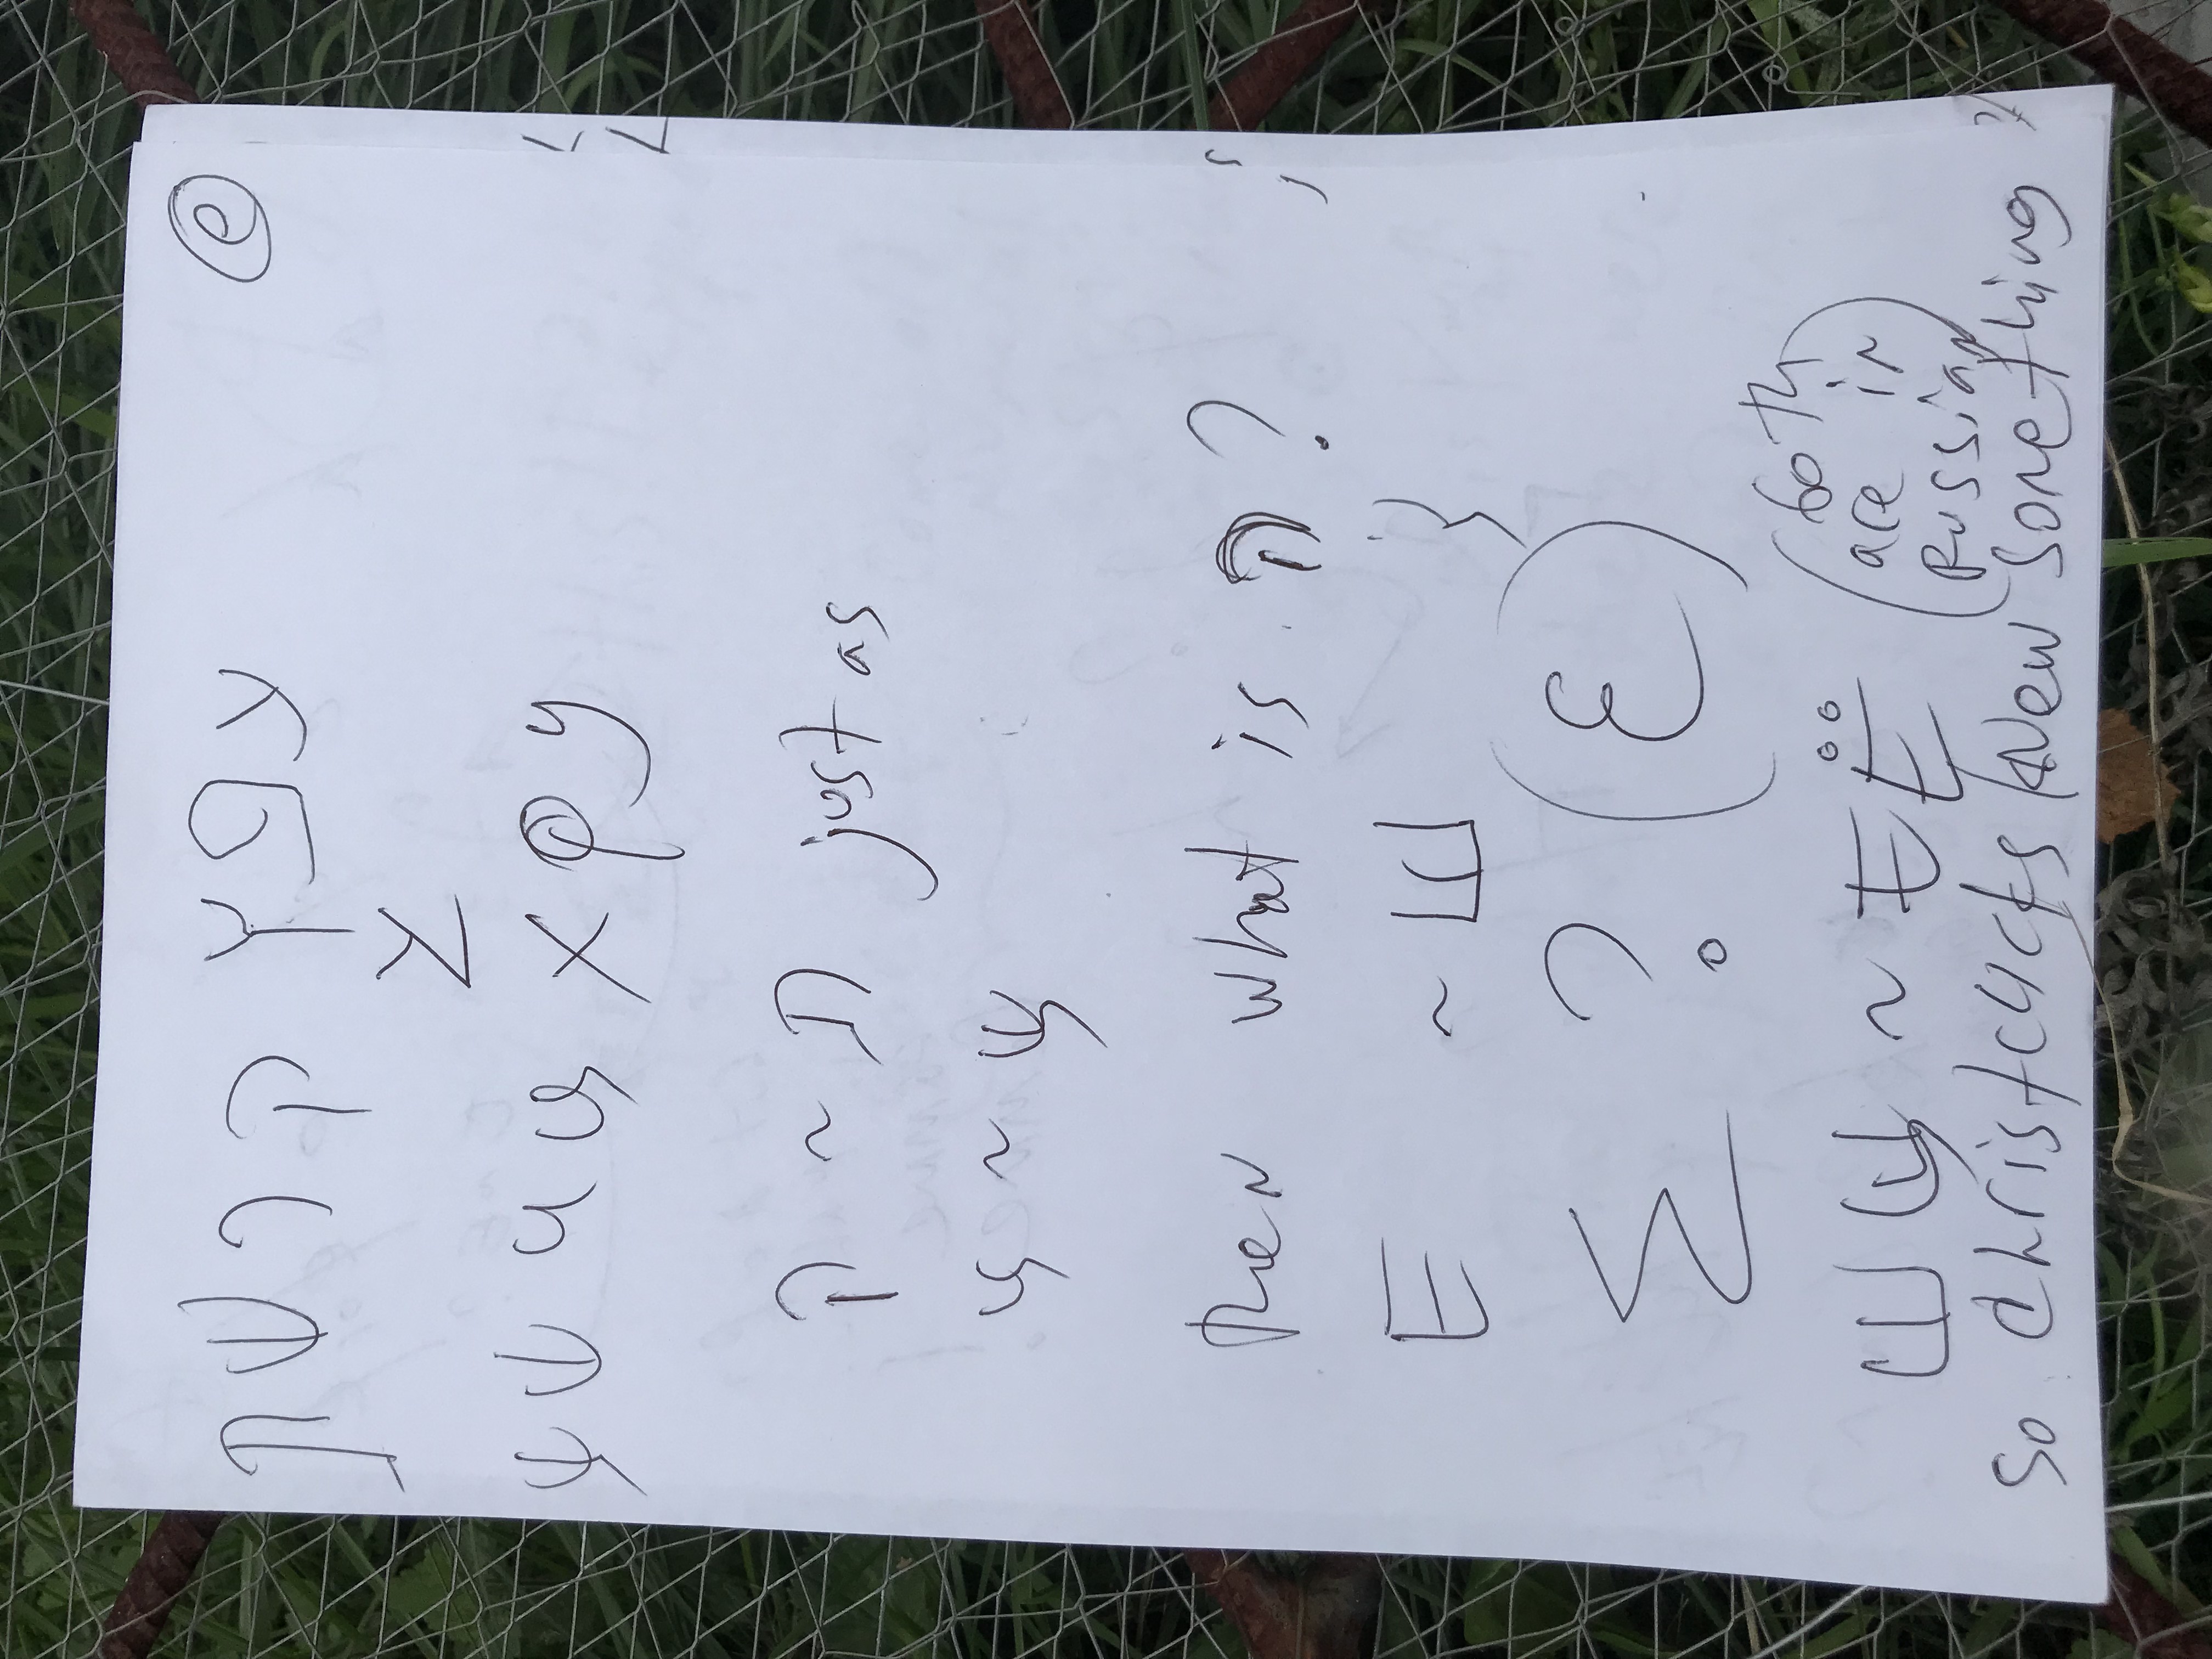 ת ש ר ק ץ פ ע e
צ
щ ш ч ц х ф у
ק ~ ת just as
ц ~ щ
then what is ה?
E ~ Ш
Σ ? (ε)
Ш Щ ~ E Ё (both
are in
Russian)
so christcucks knew something?